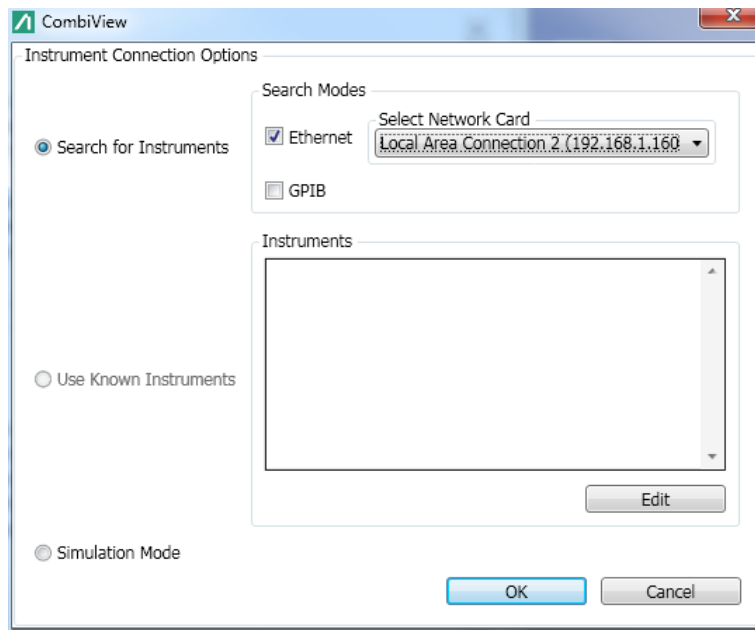 CombiView
Instrument Connection Options
Search Modes
Search for Instruments
Ethernet
Select Network Card
Local Area Connection 2 (192.168.1.160
GPIB
Instruments
Use Known Instruments
Edit
Simulation Mode
OK
Cancel